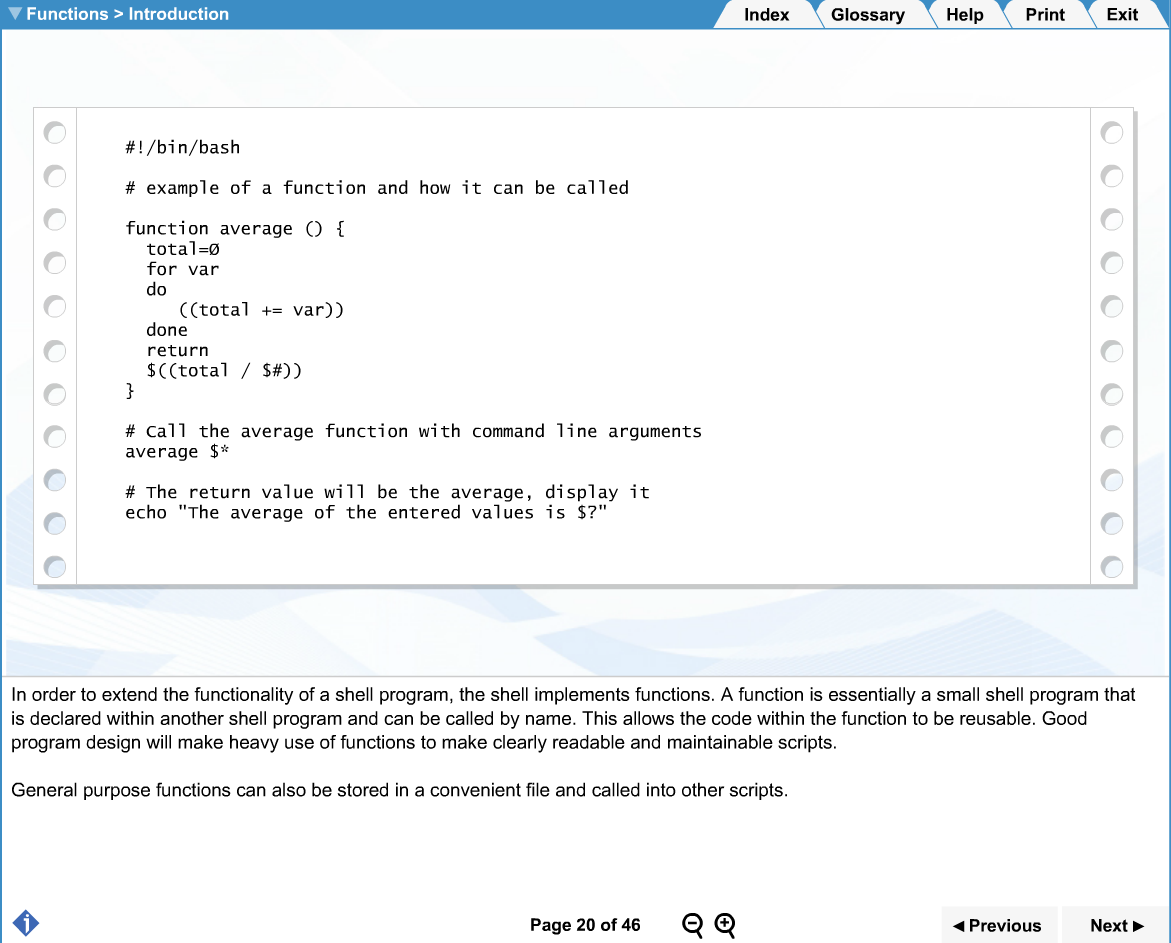 Functions > Introduction
Index Glossary Help Print Exit
#!/bin/bash
# example of a function and how it can be called
function average () {
total=Ø
for var
do
((total += var))
done
return
$((total / $#))
}
# Call the average function with command line arguments
average $*
# The return value will be the average, display it
echo "The average of the entered values is $?"
In order to extend the functionality of a shell program, the shell implements functions. A function is essentially a small shell program that
is declared within another shell program and can be called by name. This allows the code within the function to be reusable. Good
program design will make heavy use of functions to make clearly readable and maintainable scripts.
General purpose functions can also be stored in a convenient file and called into other scripts.
i
Page 20 of 46
Previous
Next